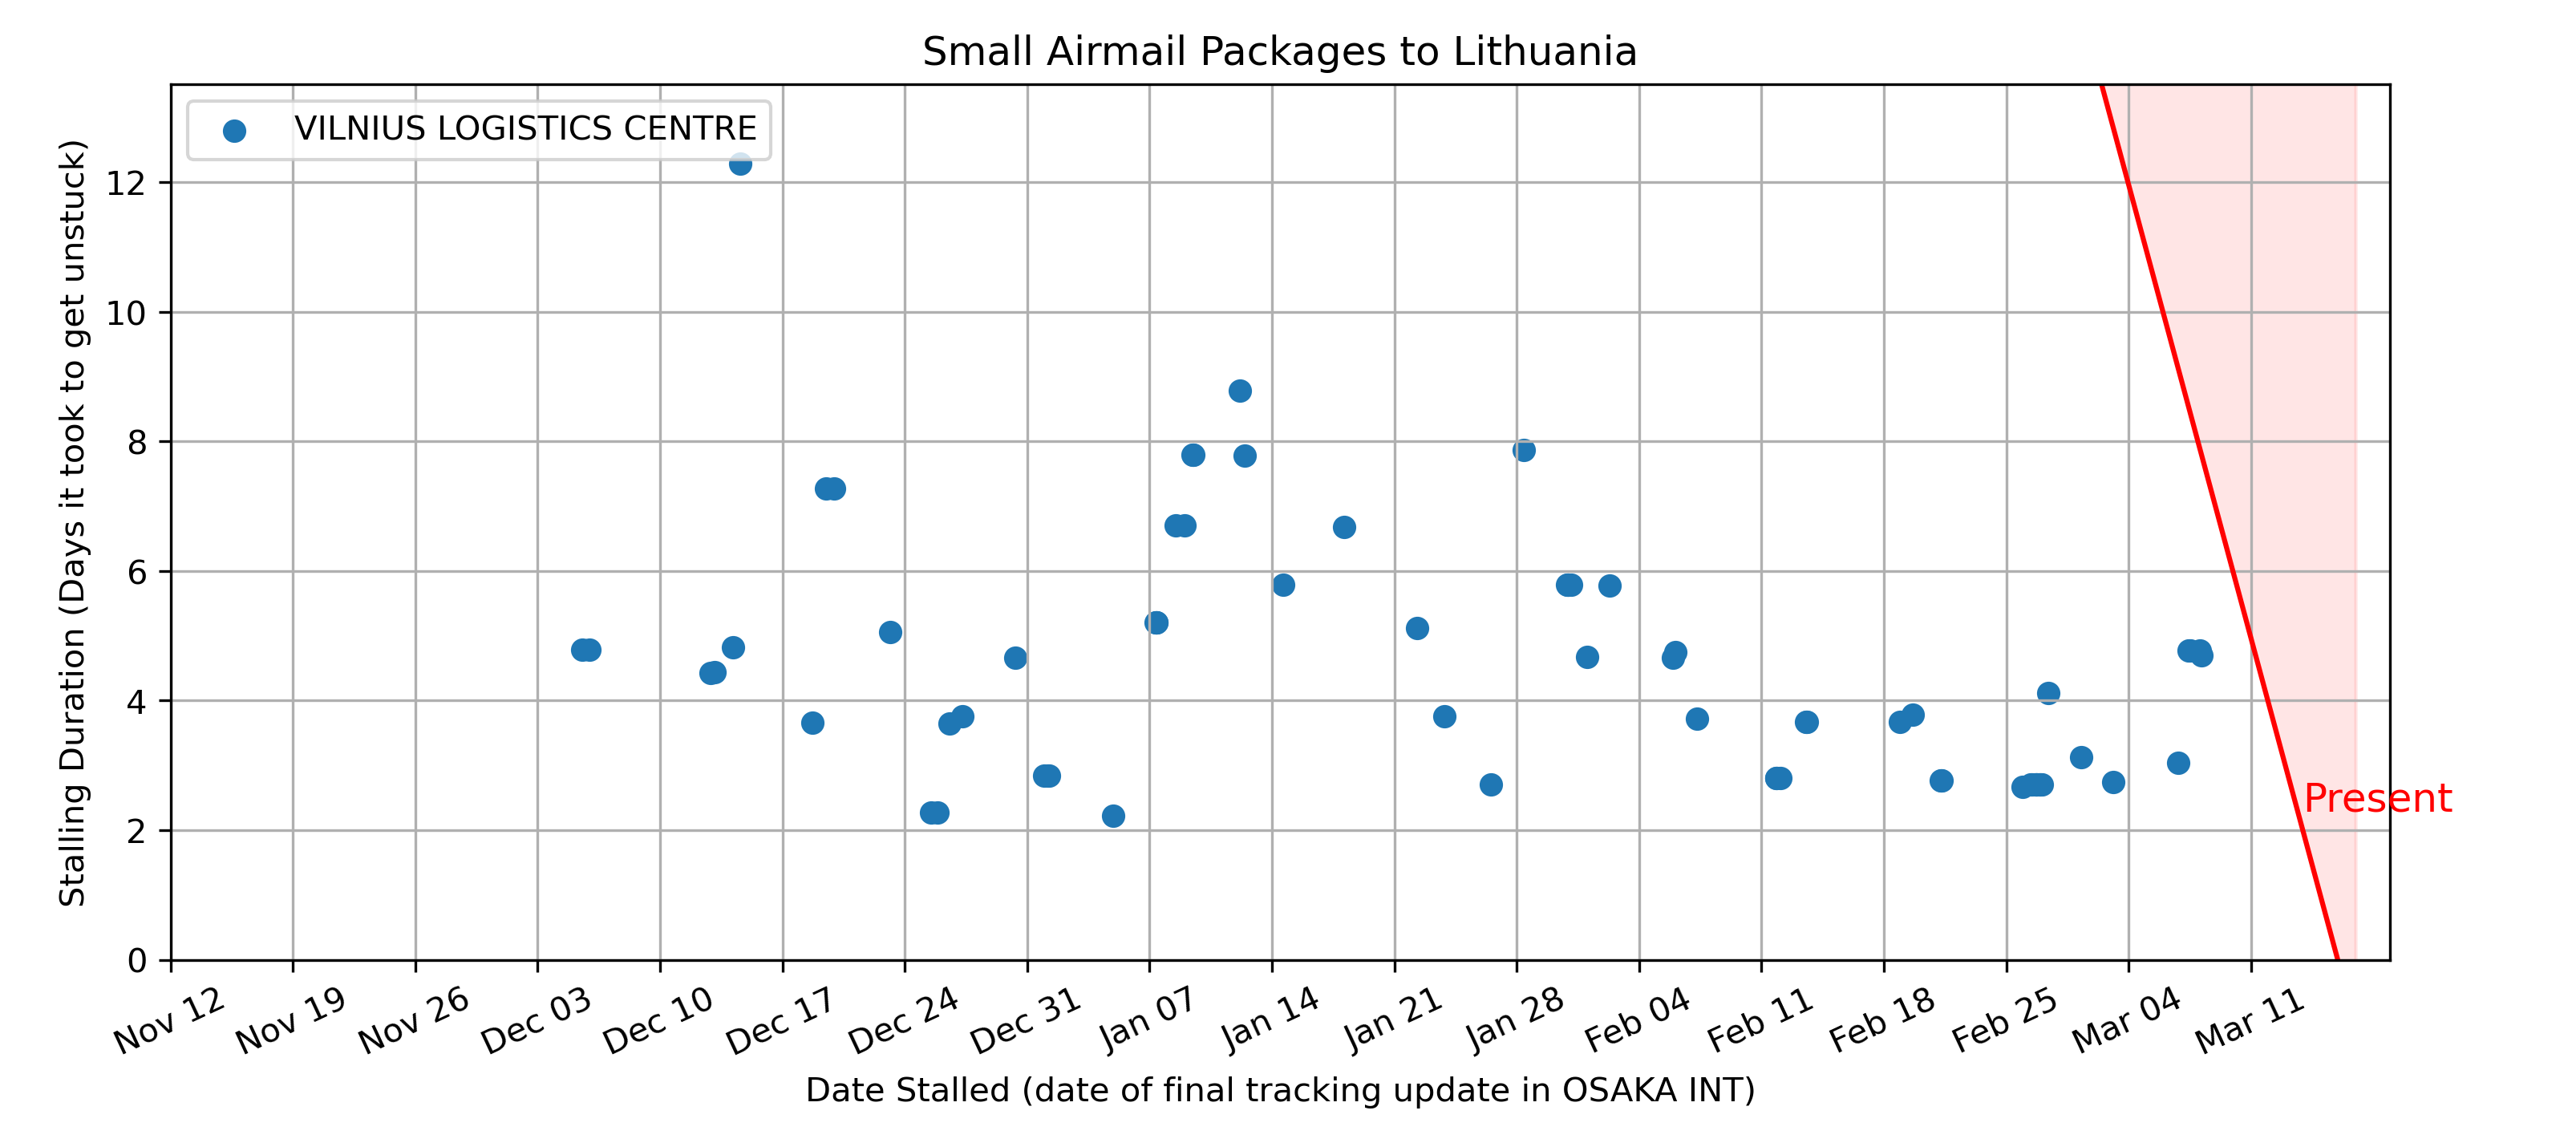 Small Airmail Packages to Lithuania
VILNIUS LOGISTICS CENTRE
Stalling Duration (Days it took to get unstuck)
12
10
8
6
4
2
0
Present
Nov 12
Nov 19
Nov 26
Dec 03
Dec 10
Dec 17
Dec 24
Dec 31
Jan 07
Jan 14
Jan 21
Jan 28
Feb 04
Feb 11
Feb 18
Feb 25
Mar 04
Mar 11
Date Stalled (date of final tracking update in OSAKA INT)